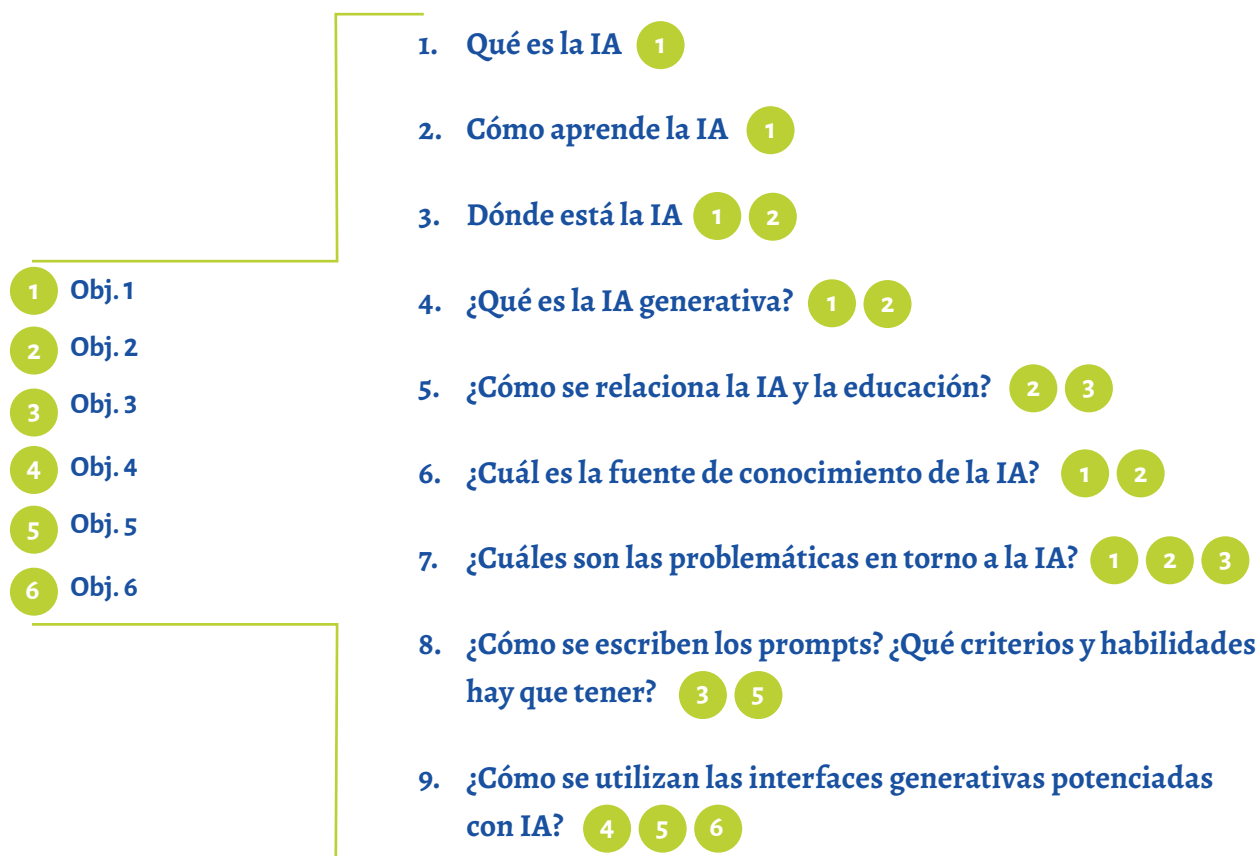 1. Qué es la IA 1
2. Cómo aprende la IA 1
3. Dónde está la IA 1 2
4. ¿Qué es la IA generativa? 1 2
5. ¿Cómo se relaciona la IA y la educación? 2 3
6. ¿Cuál es la fuente de conocimiento de la IA? 1 2
7. ¿Cuáles son las problemáticas en torno a la IA? 1 2 3
8. ¿Cómo se escriben los prompts? ¿Qué criterios y habilidades
hay que tener? 3 5
9. ¿Cómo se utilizan las interfaces generativas potenciadas
con IA? 4 5 6
1 Obj. 1
2 Obj. 2
3 Obj. 3
4 Obj. 4
5 Obj. 5
6 Obj. 6